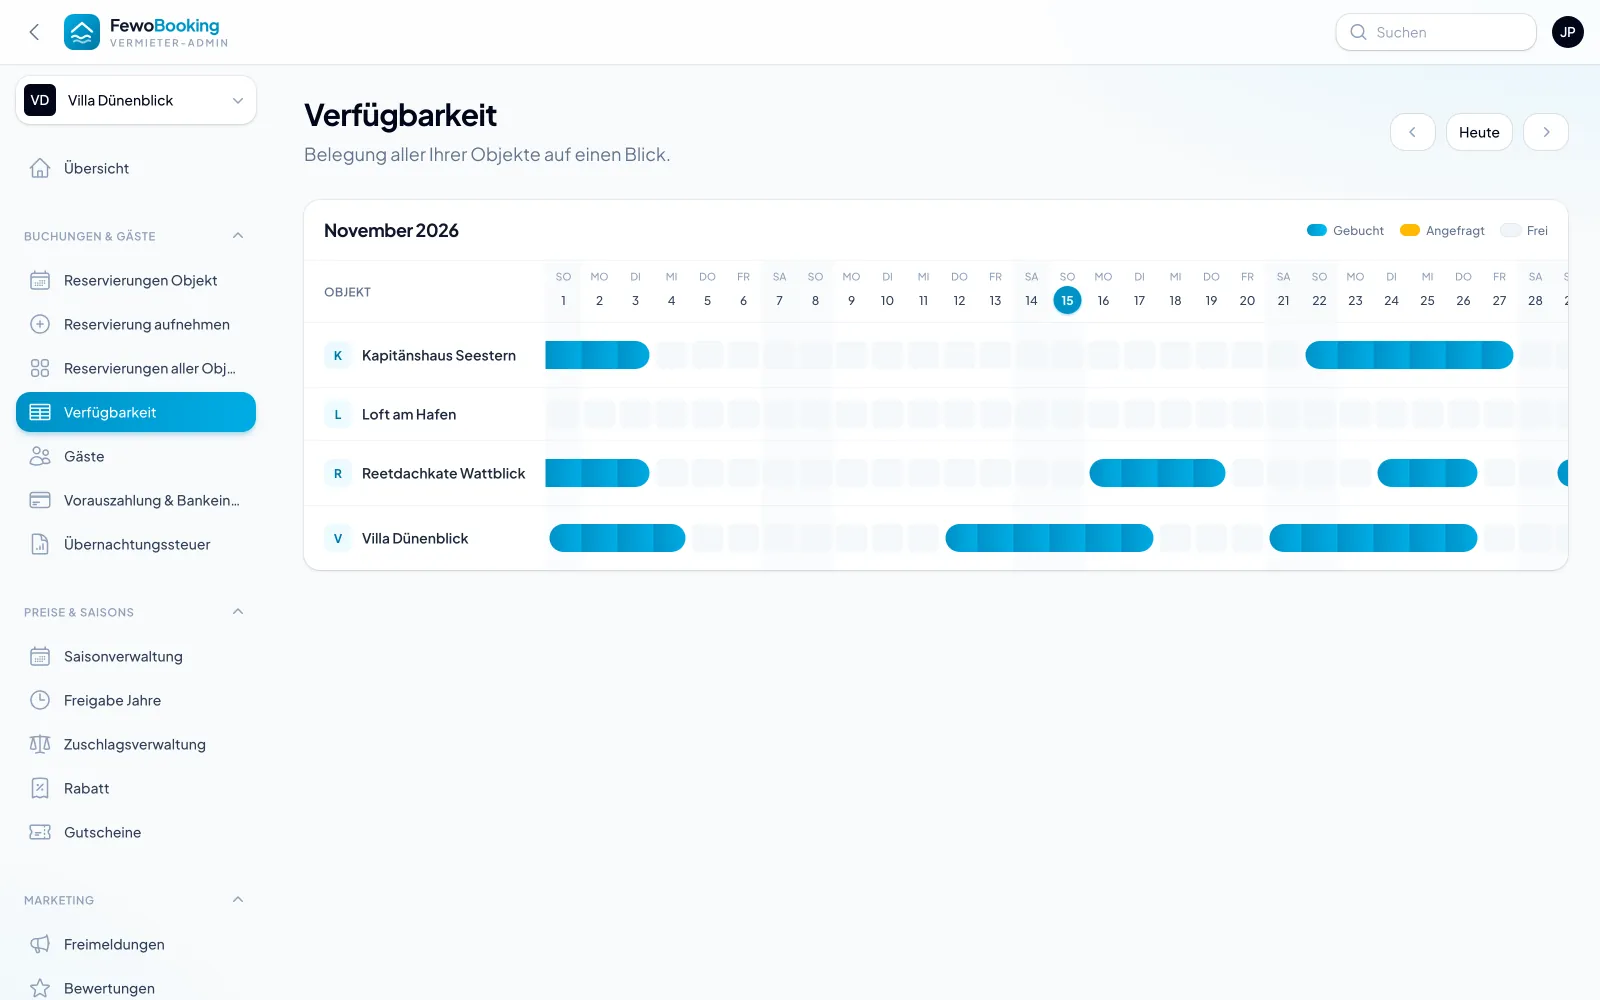 FewoBooking
VERMIETER-ADMIN
Suchen
JP
VD Villa Dünenblick
Übersicht
BUCHUNGEN & GÄSTE
Reservierungen Objekt
Reservierung aufnehmen
Reservierungen aller Obj...
Verfügbarkeit
Gäste
Vorauszahlung & Bankein...
Übernachtungssteuer
PREISE & SAISONS
Saisonverwaltung
Freigabe Jahre
Zuschlagsverwaltung
Rabatt
Gutscheine
MARKETING
Freimeldungen
Bewertungen
Verfügbarkeit
Belegung aller Ihrer Objekte auf einen Blick.
Heute
November 2026
Gebucht Angefragt Frei
OBJEKT
SO MO DI MI DO FR SA SO MO DI MI DO FR SA SO MO DI MI DO FR SA SO MO DI MI DO FR SA
1 2 3 4 5 6 7 8 9 10 11 12 13 14 15 16 17 18 19 20 21 22 23 24 25 26 27 28
K Kapitänshaus Seestern
L Loft am Hafen
R Reetdachkate Wattblick
V Villa Dünenblick